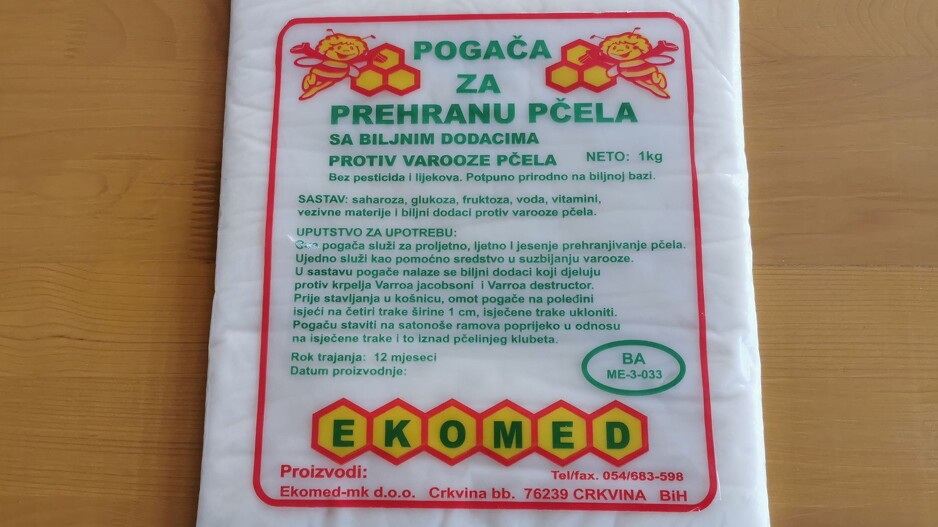 POGAČA
ZA
PREHRANU PČELA
SA BILJNIM DODACIMA
PROTIV VAROOZE PČELA NETO: 1kg
Bez pesticida i lijekova. Potpuno prirodno na biljnoj bazi.
SASTAV: saharoza, glukoza, fruktoza, voda, vitamini,
vezivne materije i biljni dodaci protiv varooze pčela.
UPUTSTVO ZA UPOTREBU:
pogača služi za proljetno, ljetno I jesenje prehranjivanje pčela.
Ujedno služi kao pomoćno sredstvo u suzbijanju varooze.
U sastavu pogače nalaze se biljni dodaci koji djeluju
protiv krpelja Varroa jacobsoni i Varroa destructor.
Prije stavljanja u košnicu, omot pogače na poleđini
isjeći na četiri trake širine 1 cm, isječene trake ukloniti.
Pogaču staviti na satonoše ramova poprijeko u odnosu
na isječene trake i to iznad pčelinjeg klubeta.
Rok trajanja: 12 mjeseci
Datum proizvodnje:
BA
ME-3-033
EKOMED
Proizvodi: Tel/fax. 054/683-598
Ekomed-mk d.o.o. Crkvina bb. 76239 CRKVINA BiH